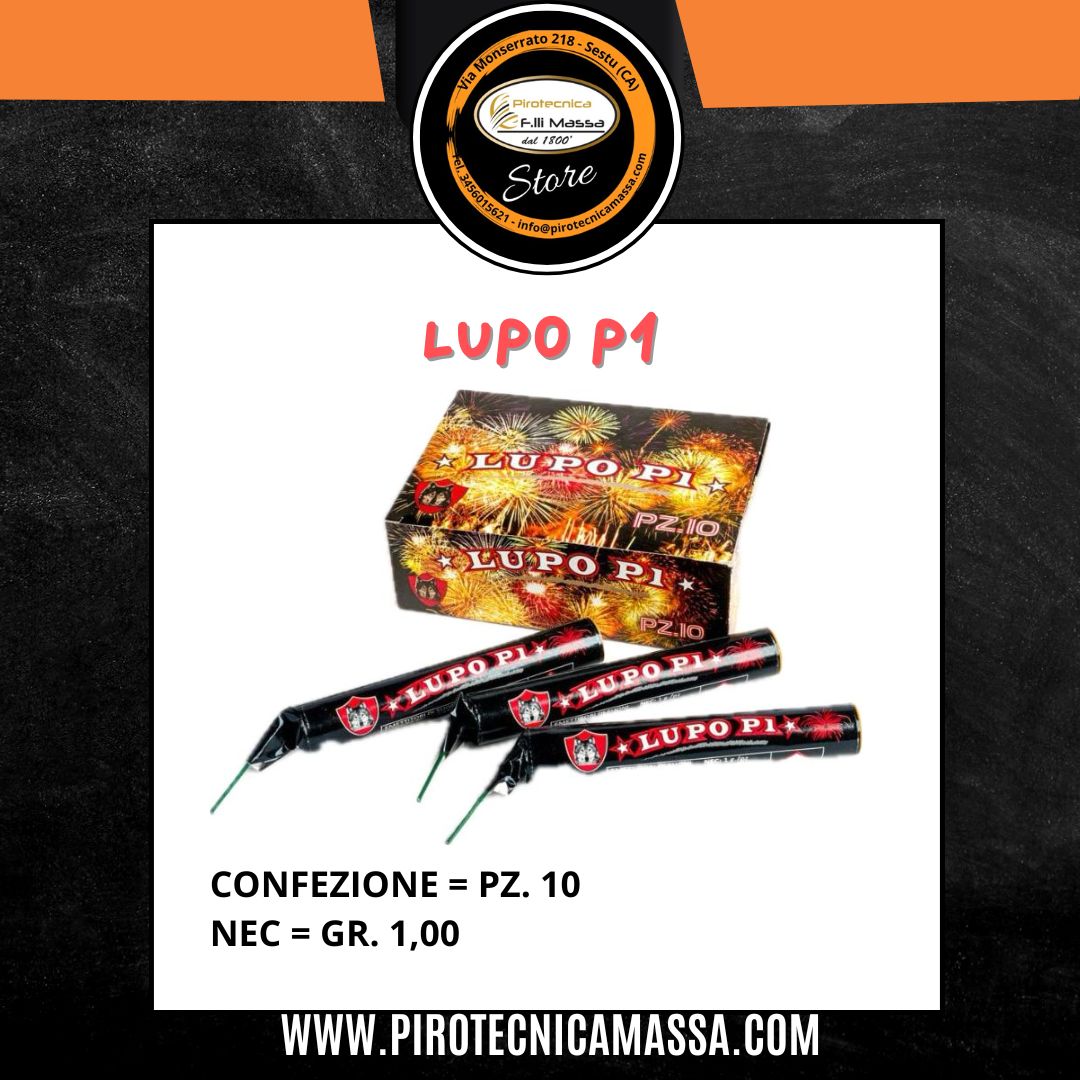 Via Monserrato 218 - Sestu (CA)
Pirotecnica
F.lli Massa
dal 1800'
Store
Tel. 3456015621 - info@pirotecnicamassa.com
LUPO P1
LUPO P1
PZ.10
LUPO P1
PZ.10
LUPO P1
LUPO P1
LUPO P1
CONFEZIONE = PZ. 10
NEC = GR. 1,00
WWW.PIROTECNICAMASSA.COM